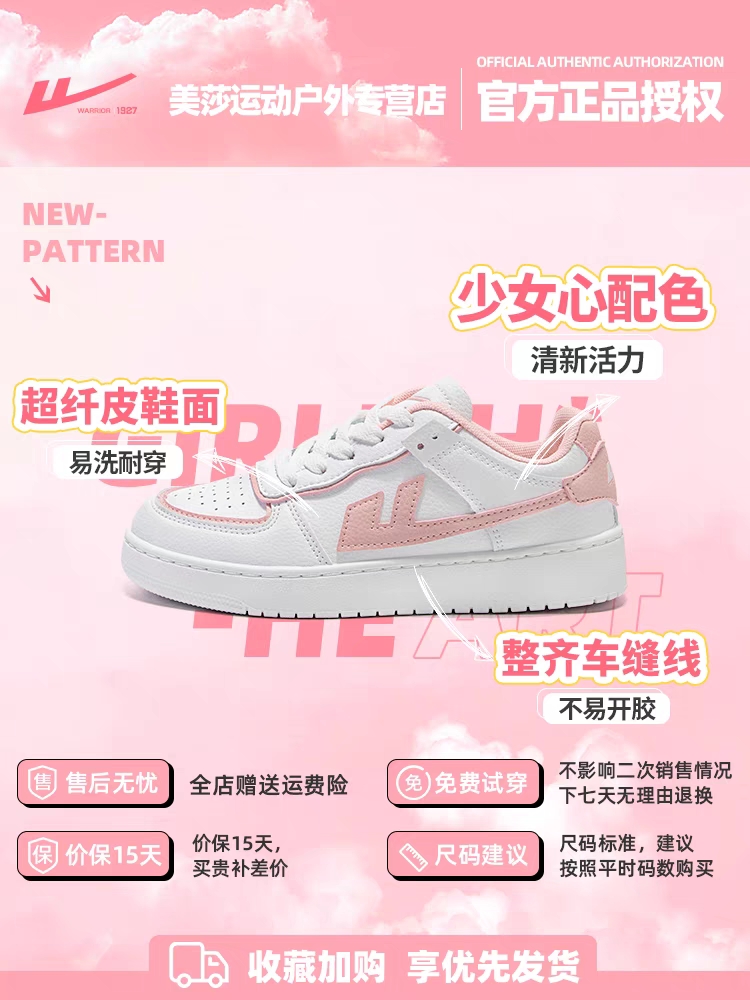 WARRIOR 1927
美莎运动户外专营店
OFFICIAL AUTHENTIC AUTHORIZATION
官方正品授权
NEW-
PATTERN
少女心配色
清新活力
超纤皮鞋面
易洗耐穿
整齐车缝线
不易开胶
售 售后无忧
全店赠送运费险
免 免费试穿
不影响二次销售情况
下七天无理由退换
保 价保15天
价保15天，
买贵补差价
尺码建议
尺码标准，建议
按照平时码数购买
收藏加购 享优先发货